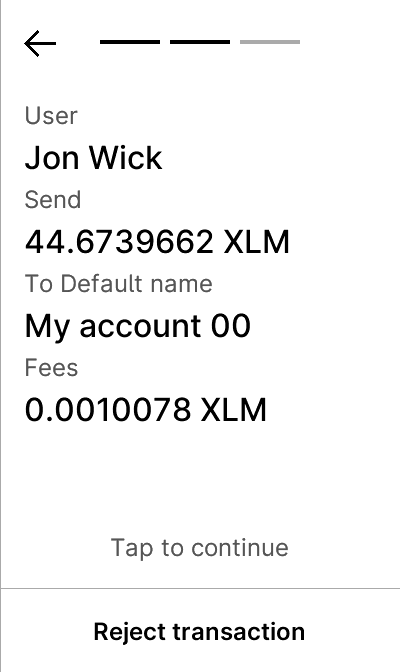 User
Jon Wick
Send
44.6739662 XLM
To Default name
My account 00
Fees
0.0010078 XLM
Tap to continue
Reject transaction